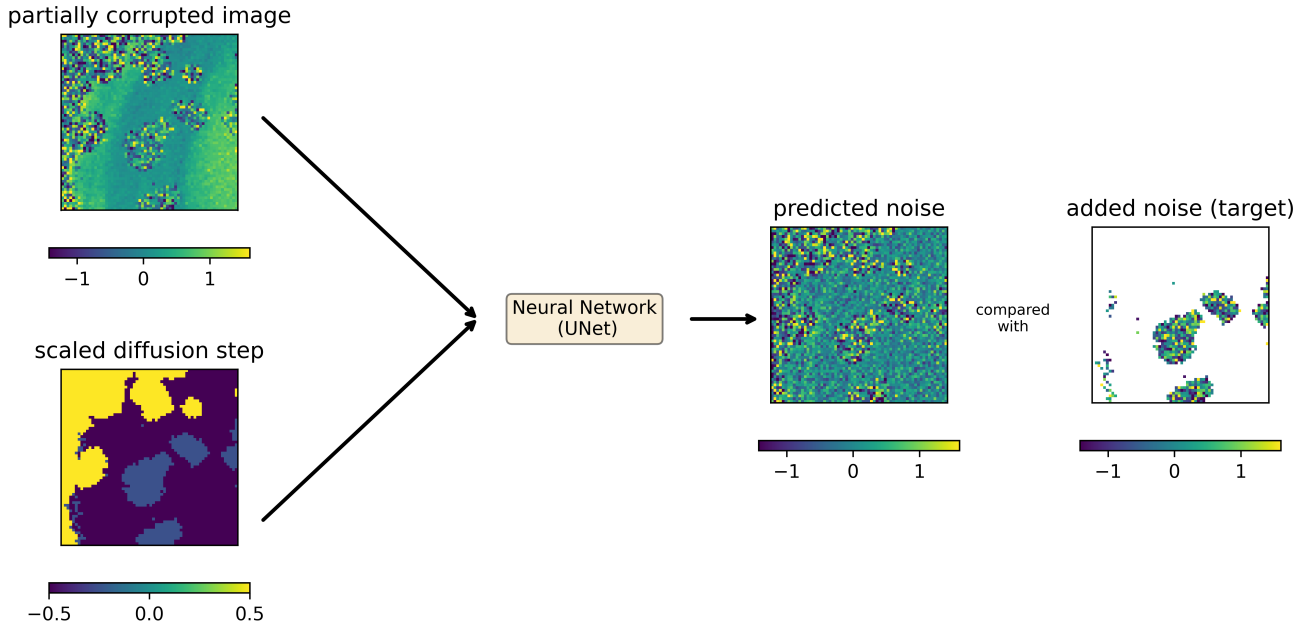 partially corrupted image
−1 0 1
scaled diffusion step
−0.5 0.0 0.5
Neural Network
(UNet)
predicted noise
−1 0 1
compared
with
added noise (target)
−1 0 1